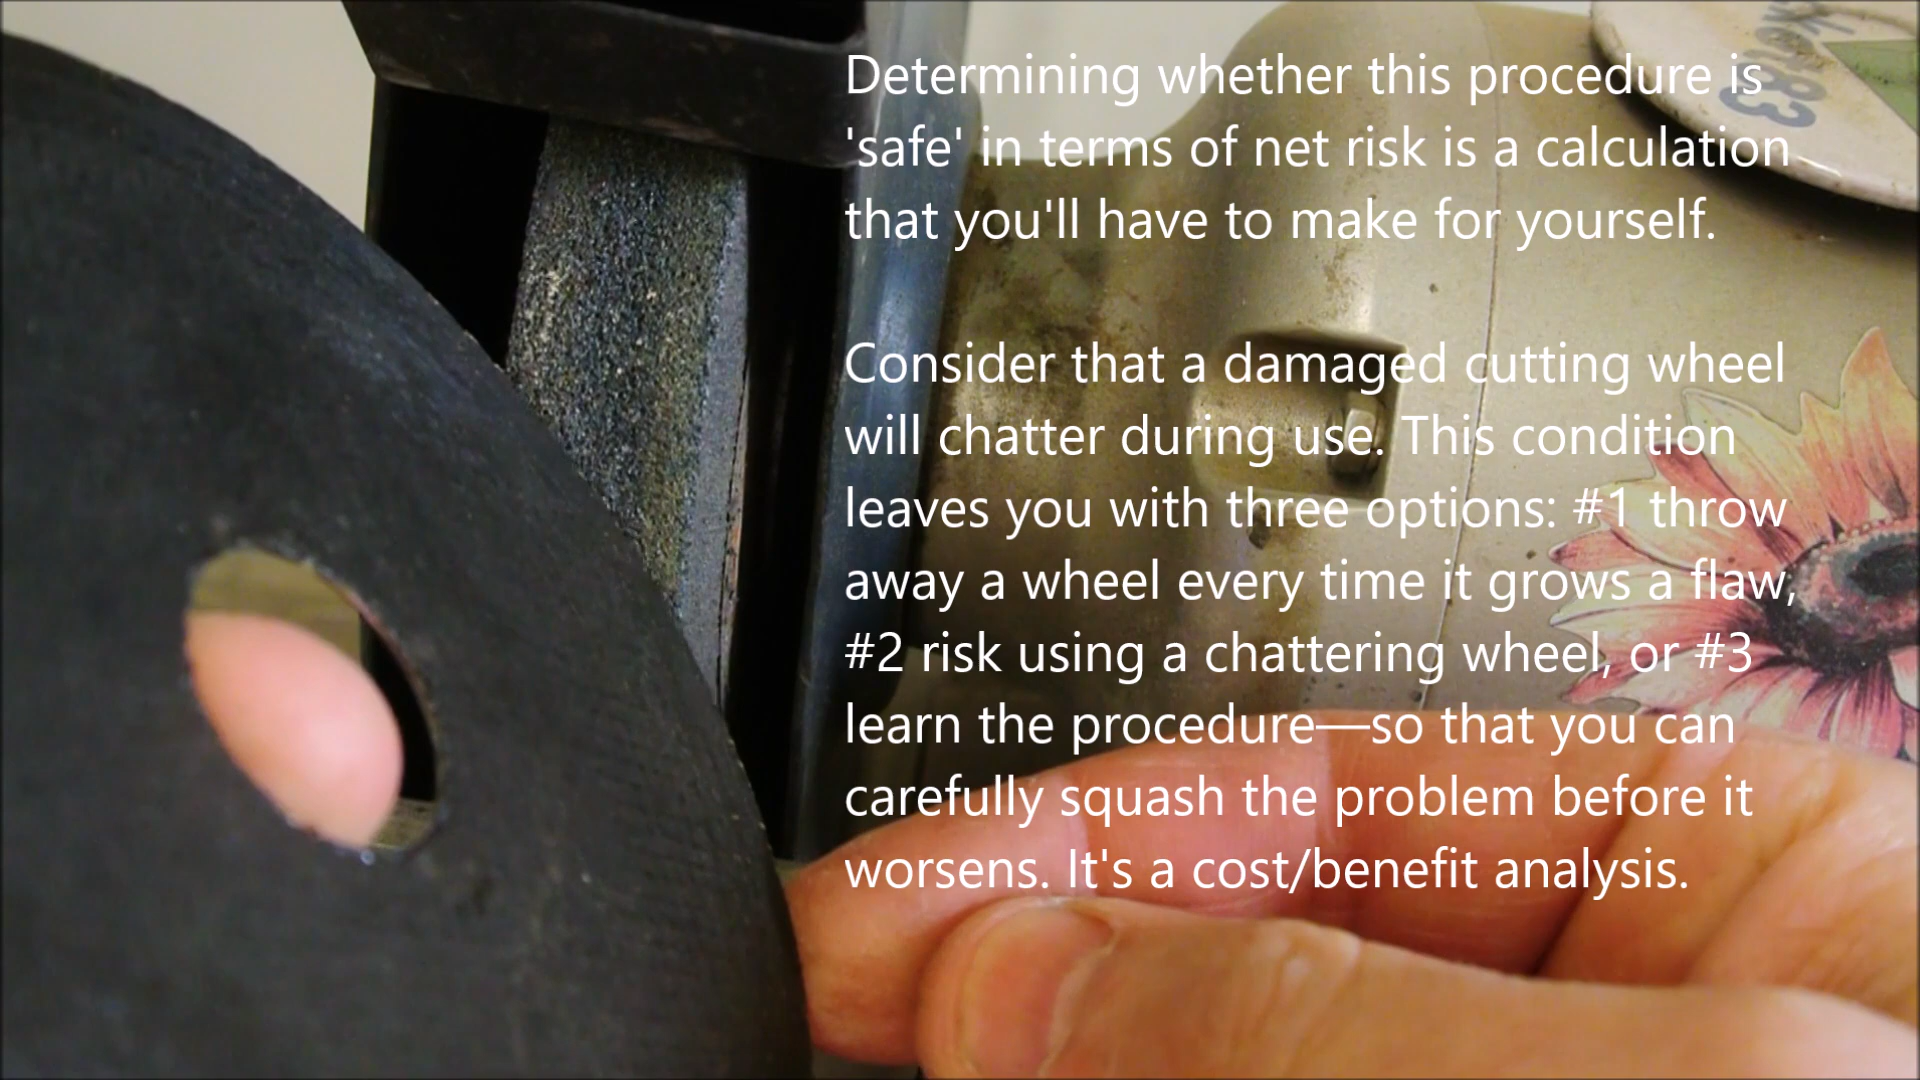 Determining whether this procedure is
'safe' in terms of net risk is a calculation
that you'll have to make for yourself.
Consider that a damaged cutting wheel
will chatter during use. This condition
leaves you with three options: #1 throw
away a wheel every time it grows a flaw,
#2 risk using a chattering wheel, or #3
learn the procedure—so that you can
carefully squash the problem before it
worsens. It's a cost/benefit analysis.